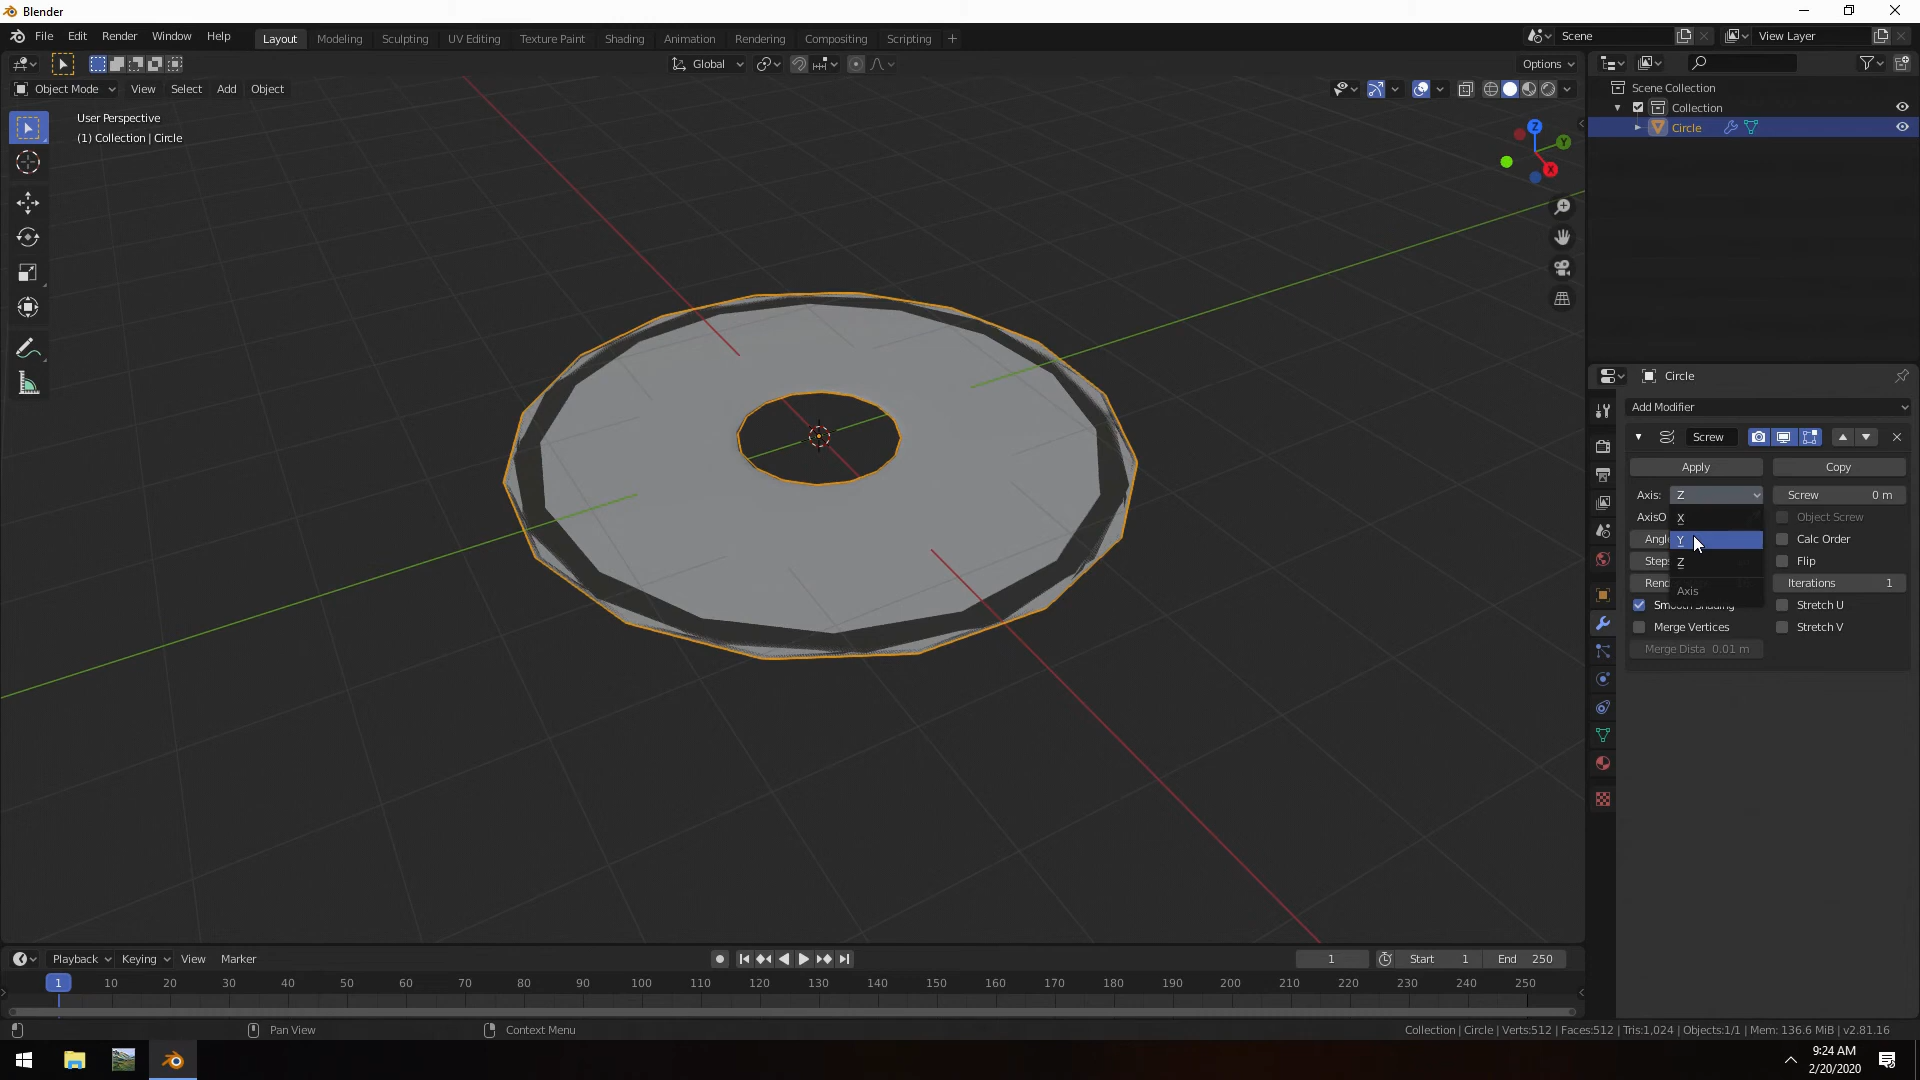 Blender
File Edit Render Window Help
Layout Modeling Sculpting UV Editing Texture Paint Shading Animation Rendering Compositing Scripting +
Scene
View Layer
Global
Options
Object Mode View Select Add Object
User Perspective
(1) Collection | Circle
Z
Y
X
Scene Collection
Collection
Circle
Circle
Add Modifier
Screw
Apply
Copy
Axis: Z
Screw 0 m
AxisO
X
Object Screw
Y
Calc Order
Z
Flip
Iterations 1
Axis
Stretch U
Merge Vertices
Stretch V
Merge Dista 0.01 m
Playback Keying View Marker
1
Start 1
End 250
1 10 20 30 40 50 60 70 80 90 100 110 120 130 140 150 160 170 180 190 200 210 220 230 240 250
Pan View
Context Menu
Collection | Circle | Verts:512 | Faces:512 | Tris:1,024 | Objects:1/1 | Mem: 136.6 MiB | v2.81.16
9:24 AM
2/20/2020